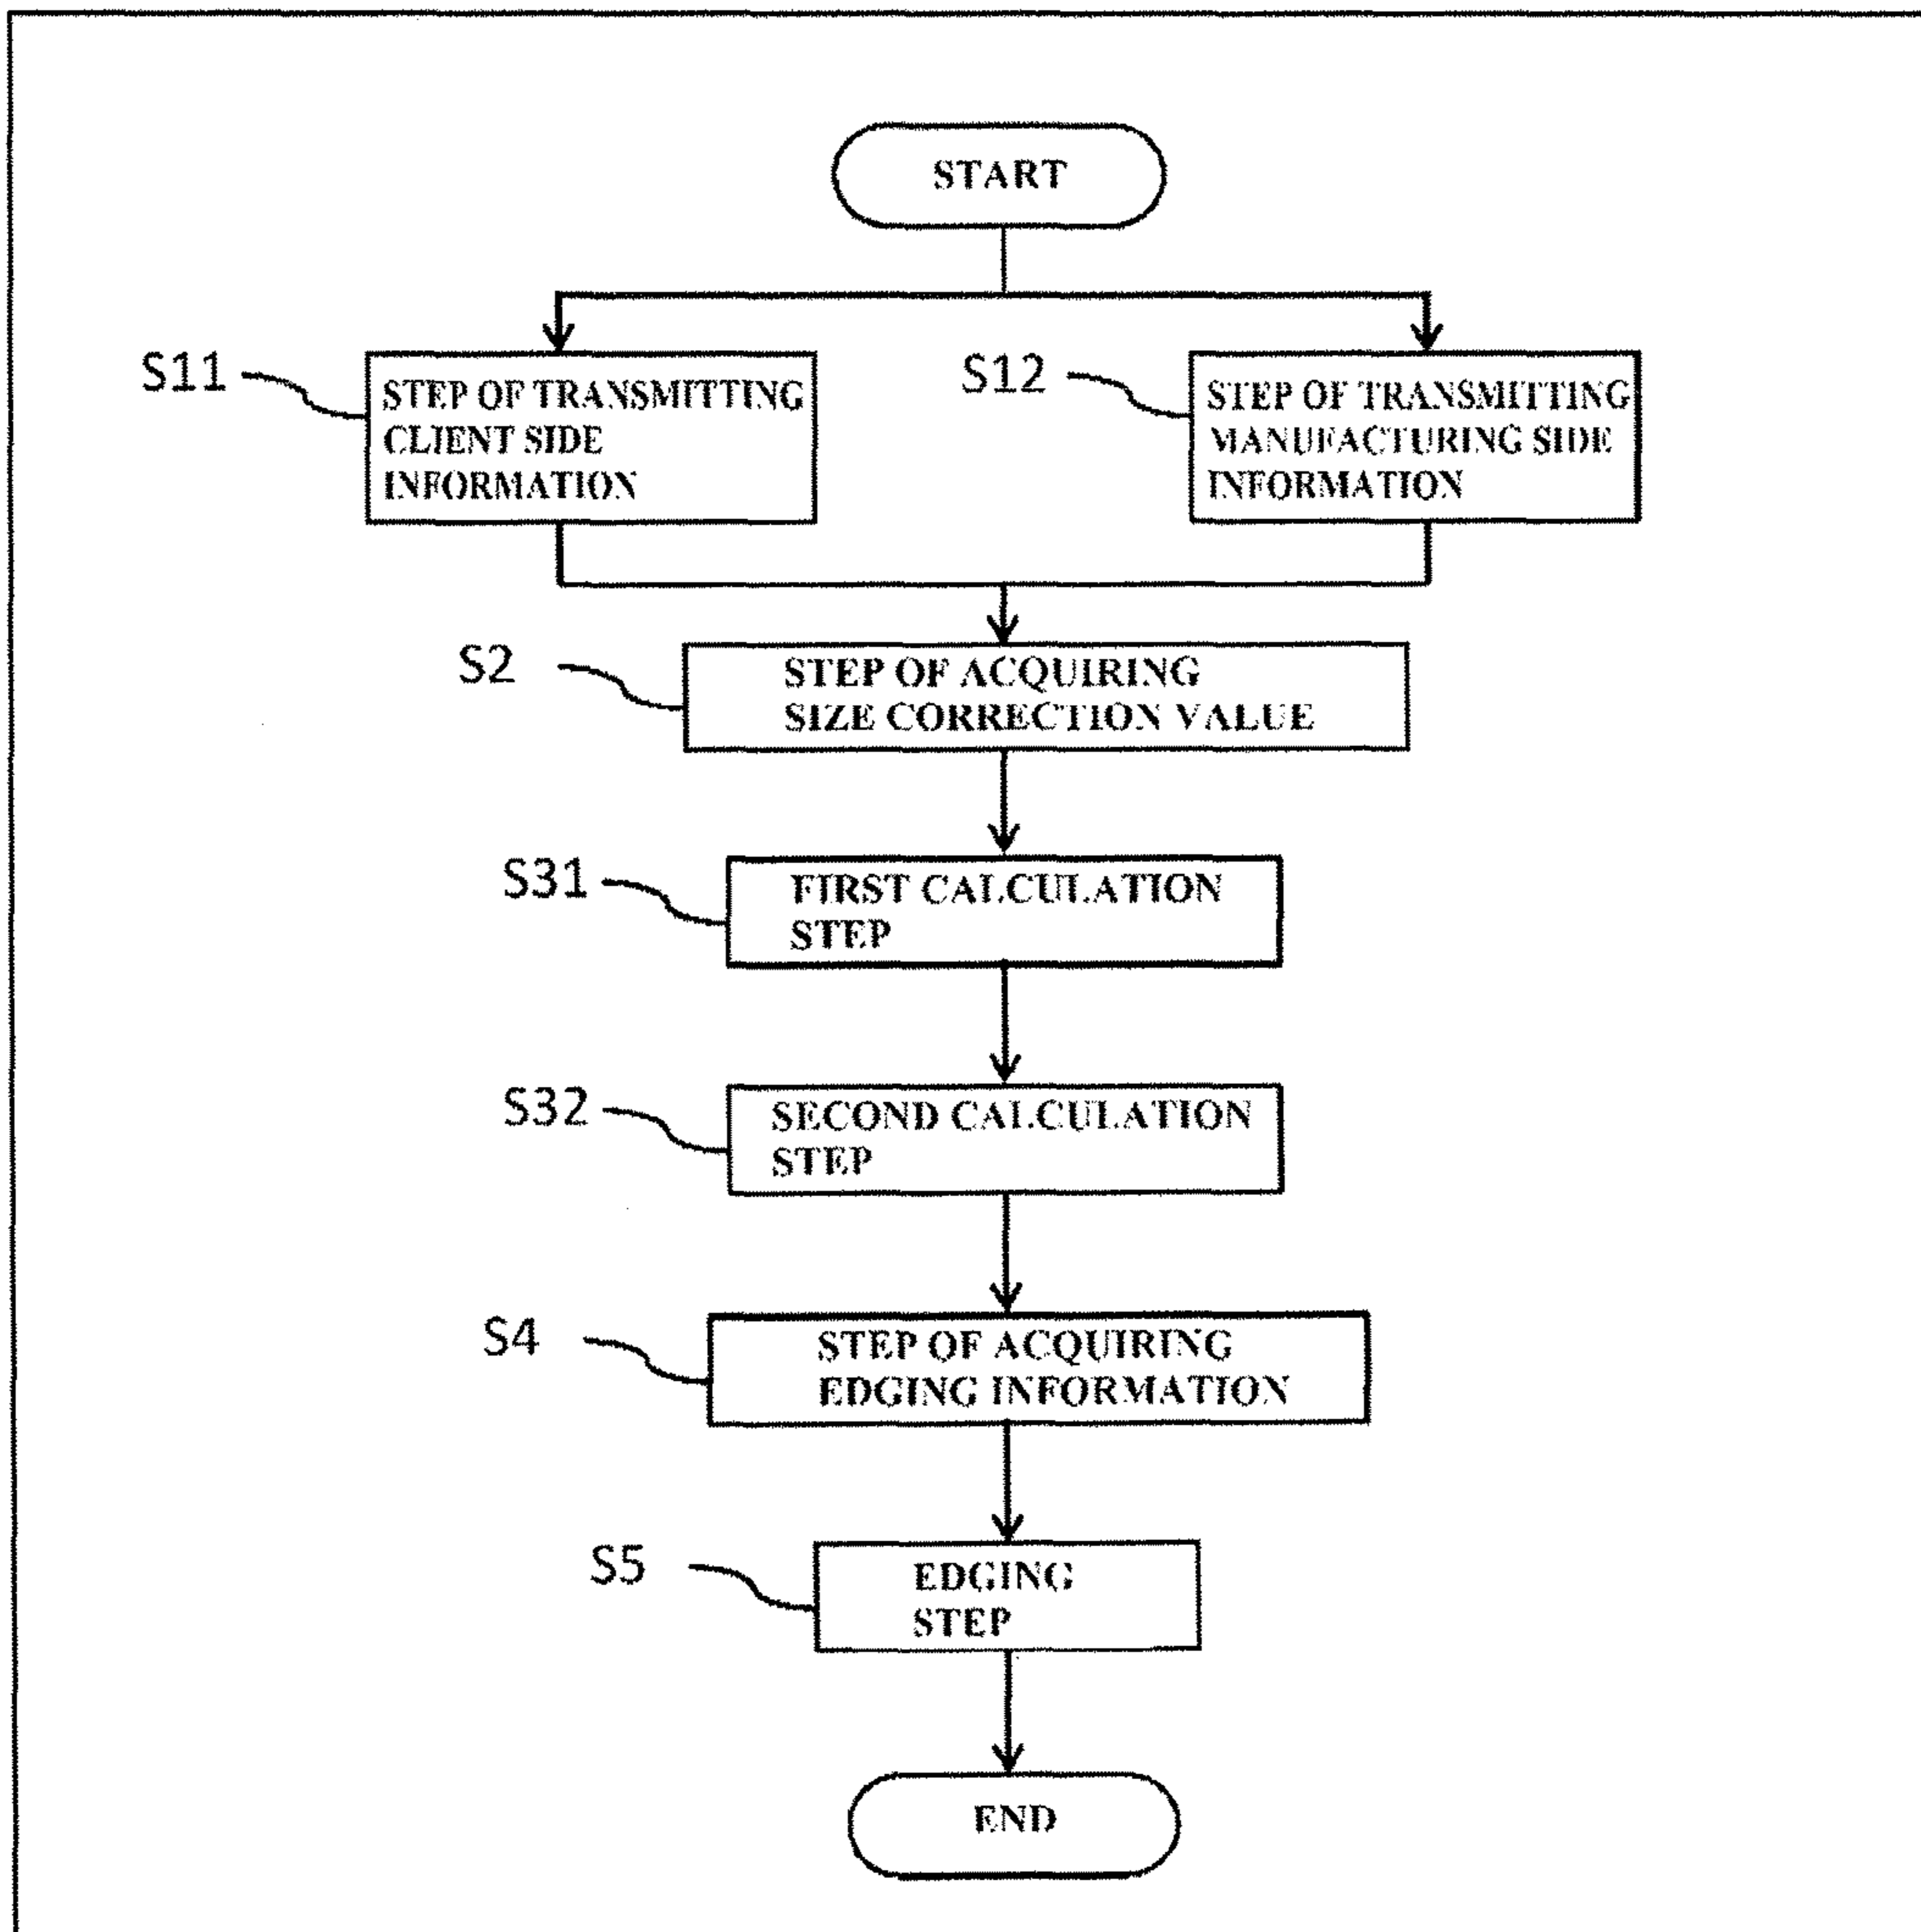 START
S11
STEP OF TRANSMITTING
CLIENT SIDE
INFORMATION
S12
STEP OF TRANSMITTING
MANUFACTURING SIDE
INFORMATION
S2
STEP OF ACQUIRING
SIZE CORRECTION VALUE
S31
FIRST CALCULATION
STEP
S32
SECOND CALCULATION
STEP
S4
STEP OF ACQUIRING
EDGING INFORMATION
S5
EDGING
STEP
END